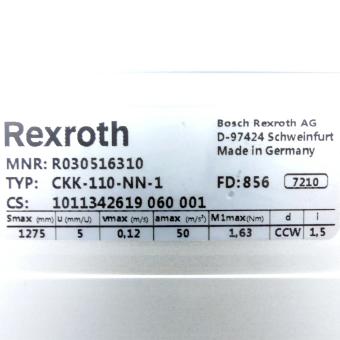 Rexroth
Bosch Rexroth AG
D-97424 Schweinfurt
Made in Germany
MNR: R030516310
TYP: CKK-110-NN-1 FD: 856 7210
CS: 1011342619 060 001
Smax (mm) u (mm/U) vmax (m/s) amax (m/s²) M1max(Nm) d i
1275 5 0,12 50 1,63 CCW 1,5